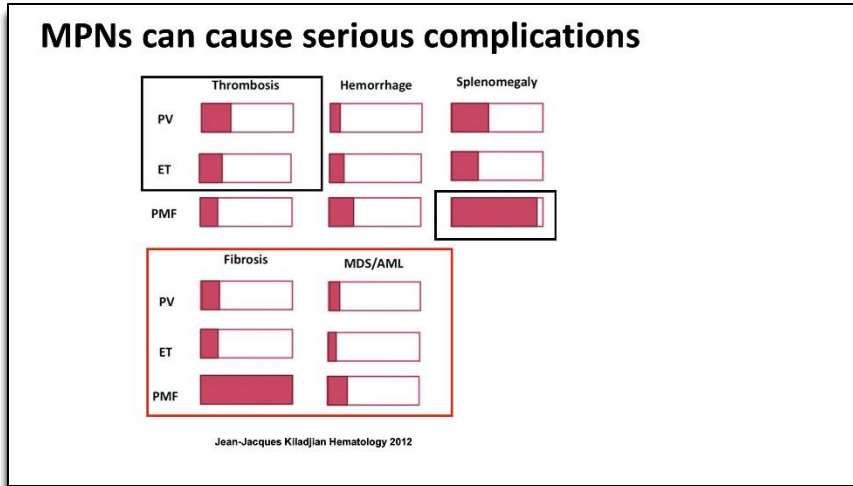 MPNs can cause serious complications
Thrombosis Hemorrhage Splenomegaly
PV
ET
PMF
Fibrosis MDS/AML
PV
ET
PMF
Jean-Jacques Kiladjian Hematology 2012